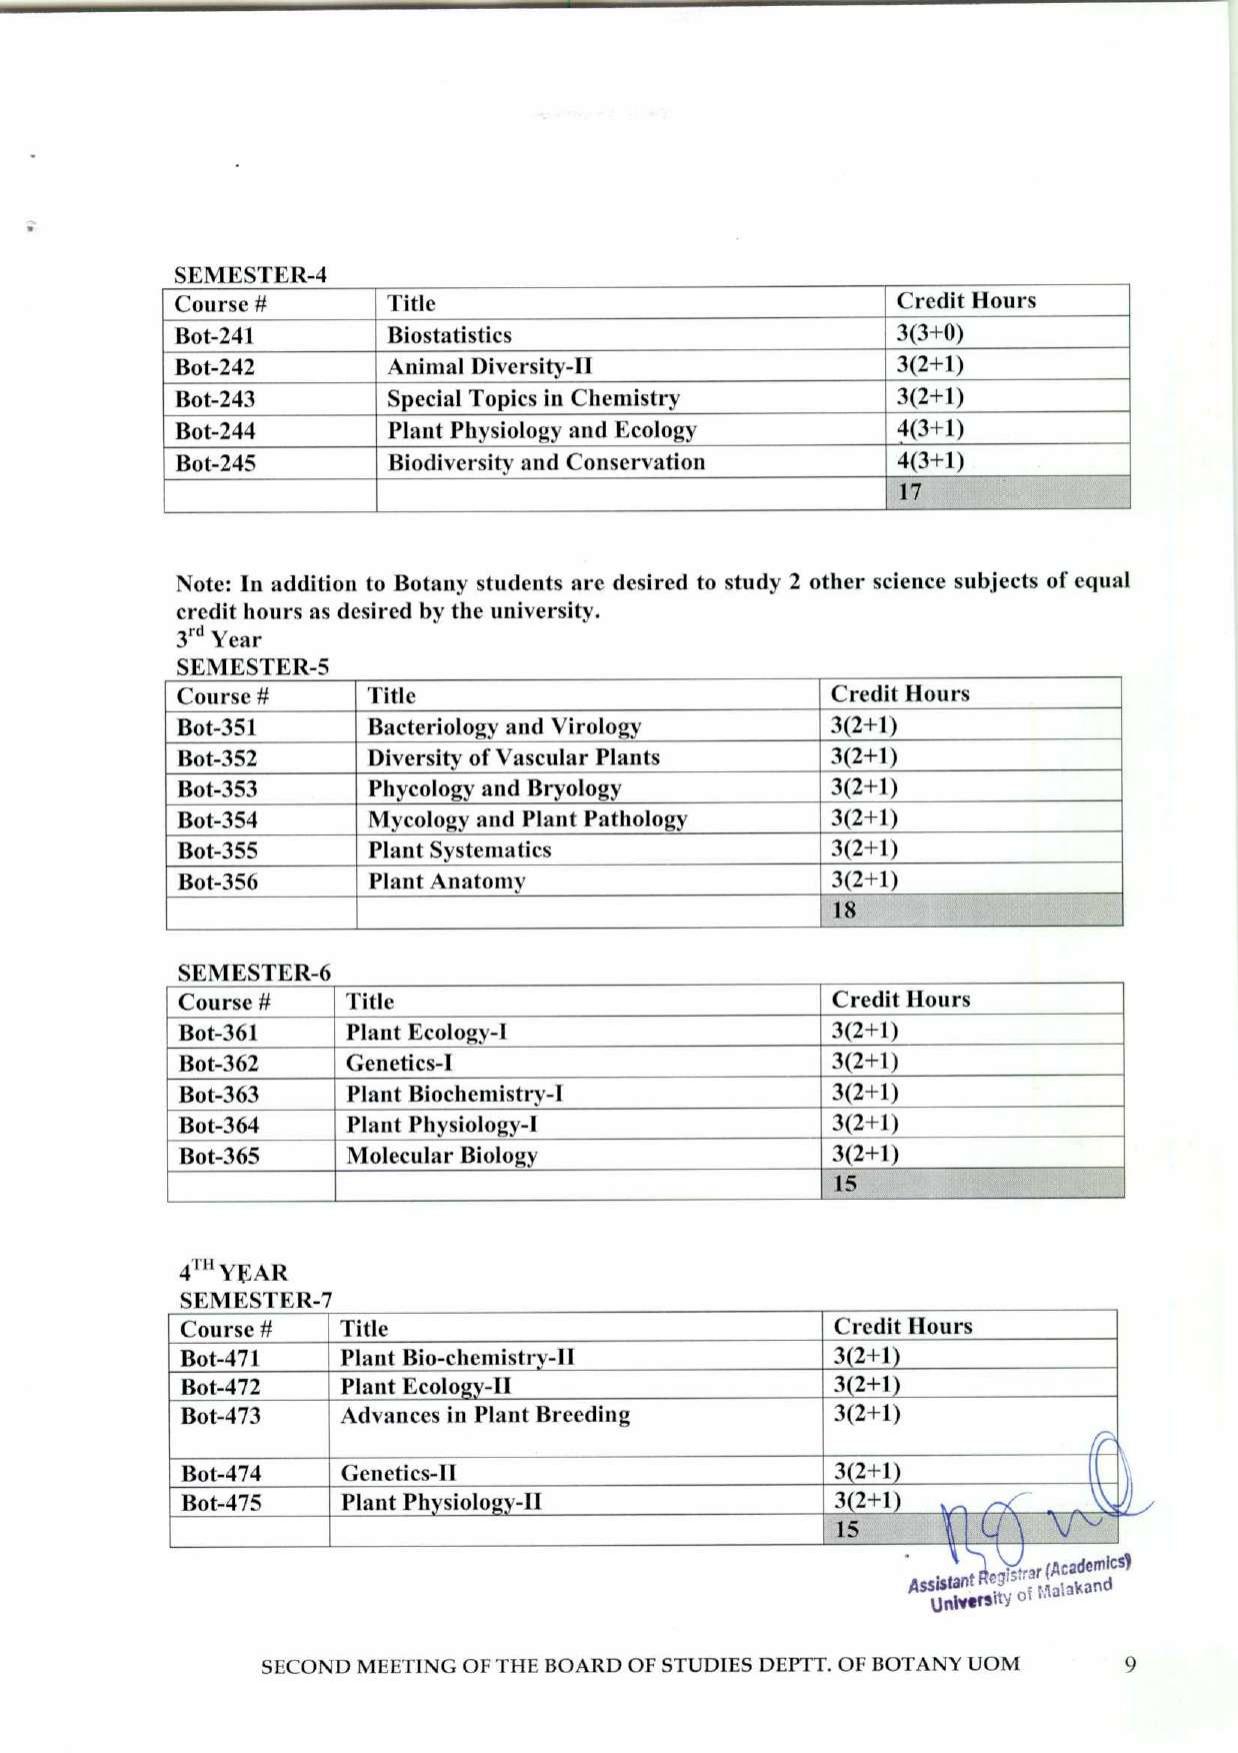 SEMESTER-4
Course # Title Credit Hours
Bot-241 Biostatistics 3(3+0)
Bot-242 Animal Diversity-II 3(2+1)
Bot-243 Special Topics in Chemistry 3(2+1)
Bot-244 Plant Physiology and Ecology 4(3+1)
Bot-245 Biodiversity and Conservation 4(3+1)
17
Note: In addition to Botany students are desired to study 2 other science subjects of equal
credit hours as desired by the university.
3rd Year
SEMESTER-5
Course # Title Credit Hours
Bot-351 Bacteriology and Virology 3(2+1)
Bot-352 Diversity of Vascular Plants 3(2+1)
Bot-353 Phycology and Bryology 3(2+1)
Bot-354 Mycology and Plant Pathology 3(2+1)
Bot-355 Plant Systematics 3(2+1)
Bot-356 Plant Anatomy 3(2+1)
18
SEMESTER-6
Course # Title Credit Hours
Bot-361 Plant Ecology-I 3(2+1)
Bot-362 Genetics-I 3(2+1)
Bot-363 Plant Biochemistry-I 3(2+1)
Bot-364 Plant Physiology-I 3(2+1)
Bot-365 Molecular Biology 3(2+1)
15
4TH YEAR
SEMESTER-7
Course # Title Credit Hours
Bot-471 Plant Bio-chemistry-II 3(2+1)
Bot-472 Plant Ecology-II 3(2+1)
Bot-473 Advances in Plant Breeding 3(2+1)
Bot-474 Genetics-II 3(2+1)
Bot-475 Plant Physiology-II 3(2+1)
15
Assistant Registrar (Academics)
University of Malakand
SECOND MEETING OF THE BOARD OF STUDIES DEPTT. OF BOTANY UOM 9